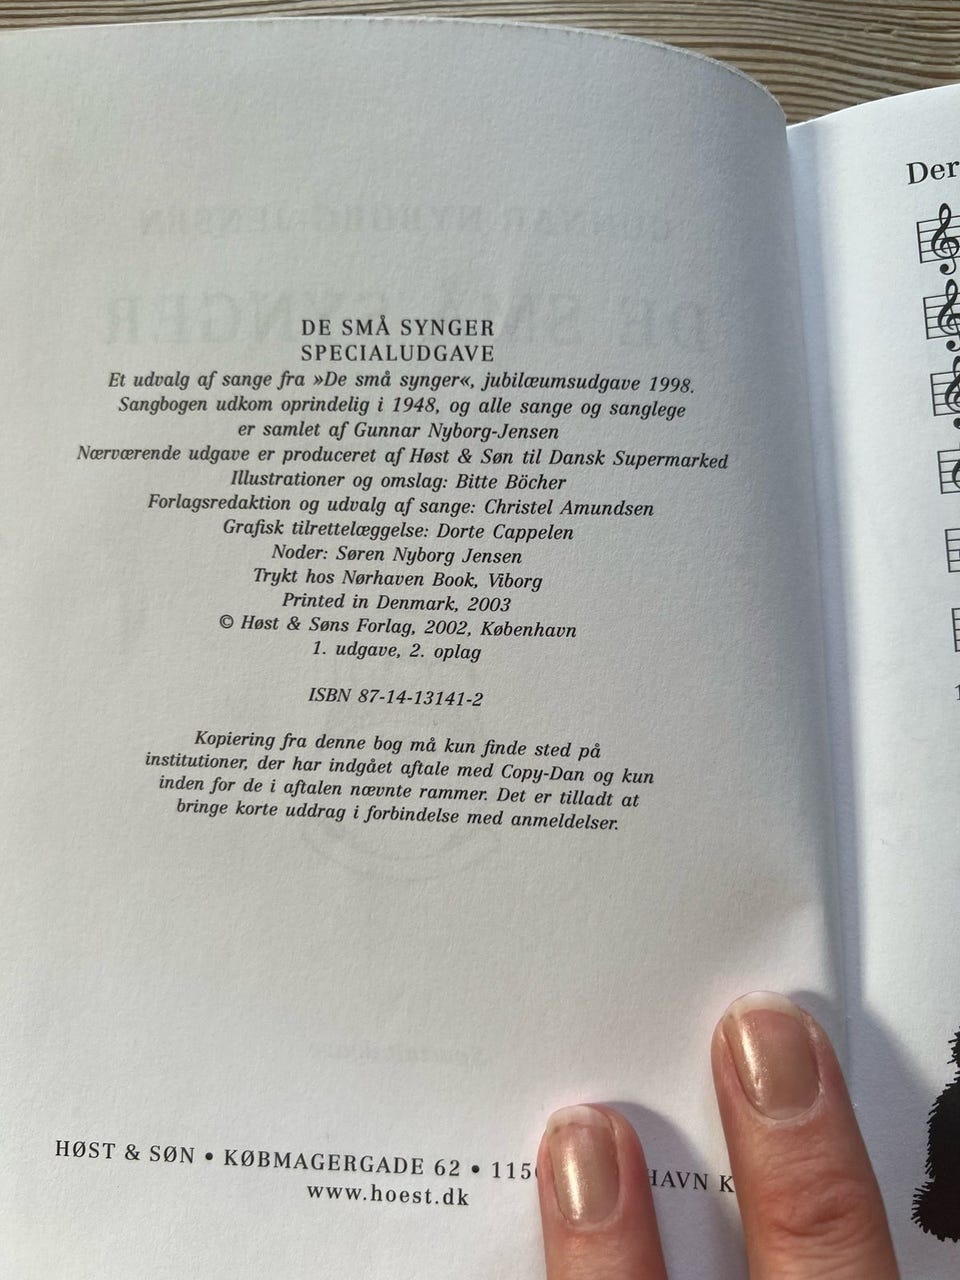 DE SMÅ SYNGER
SPECIALUDGAVE
Et udvalg af sange fra »De små synger«, jubilæumsudgave 1998.
Sangbogen udkom oprindelig i 1948, og alle sange og sanglege
er samlet af Gunnar Nyborg-Jensen
Nærværende udgave er produceret af Høst & Søn til Dansk Supermarked
Illustrationer og omslag: Bitte Böcher
Forlagsredaktion og udvalg af sange: Christel Amundsen
Grafisk tilrettelæggelse: Dorte Cappelen
Noder: Søren Nyborg Jensen
Trykt hos Nørhaven Book, Viborg
Printed in Denmark, 2003
© Høst & Søns Forlag, 2002, København
1. udgave, 2. oplag
ISBN 87-14-13141-2
Kopiering fra denne bog må kun finde sted på
institutioner, der har indgået aftale med Copy-Dan og kun
inden for de i aftalen nævnte rammer. Det er tilladt at
bringe korte uddrag i forbindelse med anmeldelser.
HØST & SØN • KØBMAGERGADE 62 • 115 HAVN K
www.hoest.dk
Der